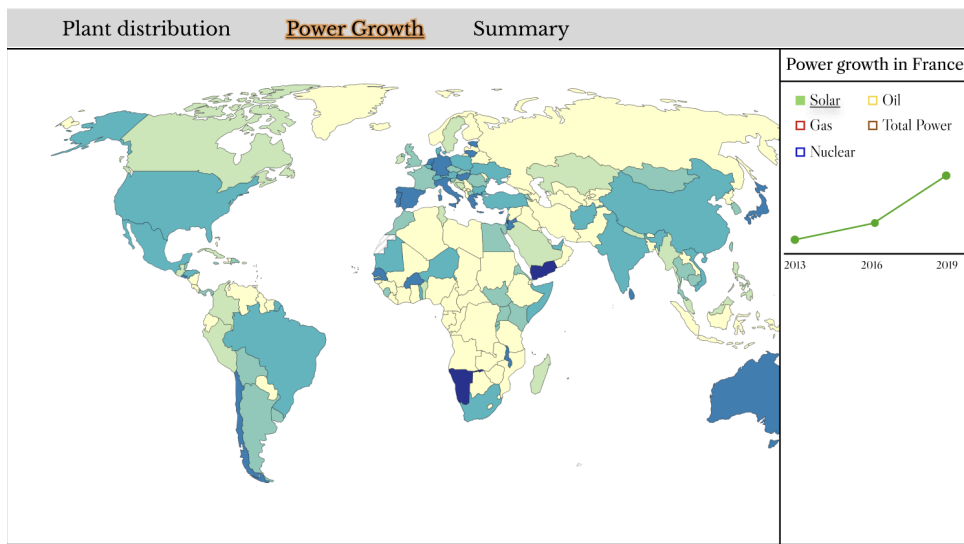 Plant distribution Power Growth Summary
Power growth in France
Solar Oil
Gas Total Power
Nuclear
2013 2016 2019